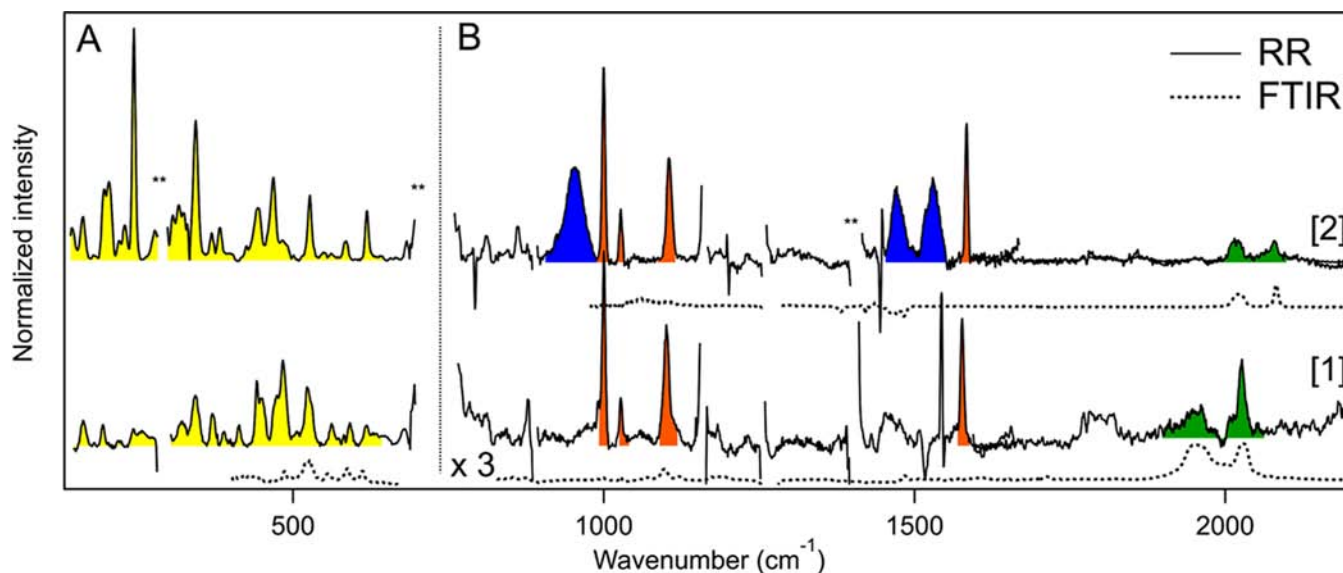 A
B
RR
FTIR
**
**
**
[2]
[1]
x 3
Normalized intensity
500
1000
1500
2000
Wavenumber (cm⁻¹)